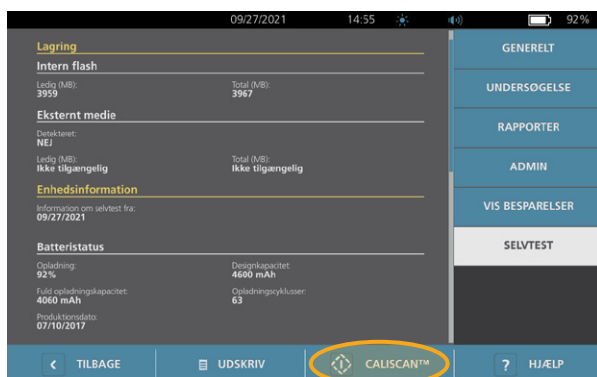 09/27/2021 14:55 92%
Lagring
Intern flash
Ledig (MB): Total (MB):
3959 3967
Eksternt medie
Detekteret:
NEJ
Ledig (MB): Total (MB):
Ikke tilgængelig Ikke tilgængelig
Enhedsinformation
Information om selvtest fra:
09/27/2021
Batteristatus
Opladning: Designkapacitet
92% 4600 mAh
Fuld opladningskapacitet: Opladningscyklusser:
4060 mAh 63
Produktionsdato:
07/10/2017
GENERELT
UNDERSØGELSE
RAPPORTER
ADMIN
VIS BESPARELSER
SELVTEST
TILBAGE UDSKRIV CALISCAN™ ? HJÆLP